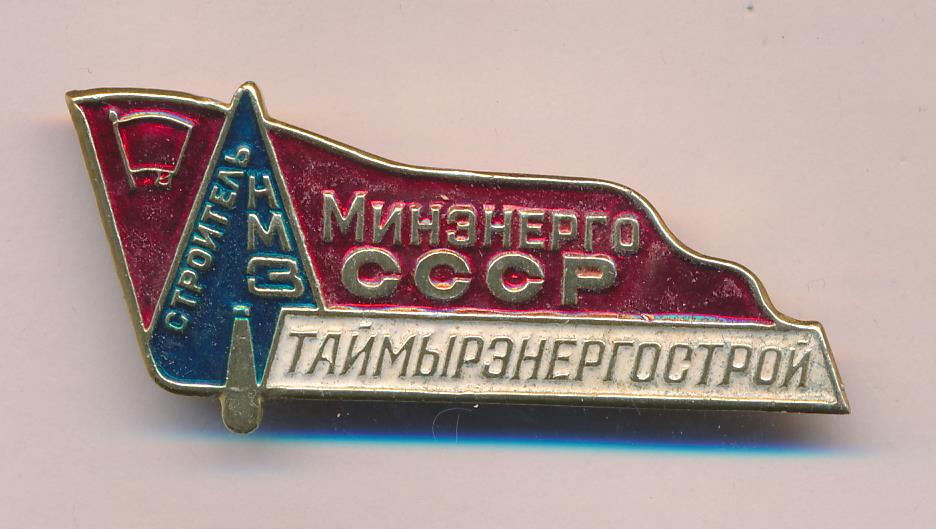 СТРОИТЕЛЬ
НМЗ
МИНЭНЕРГО
СССР
ТАЙМЫРЭНЕРГОСТРОЙ